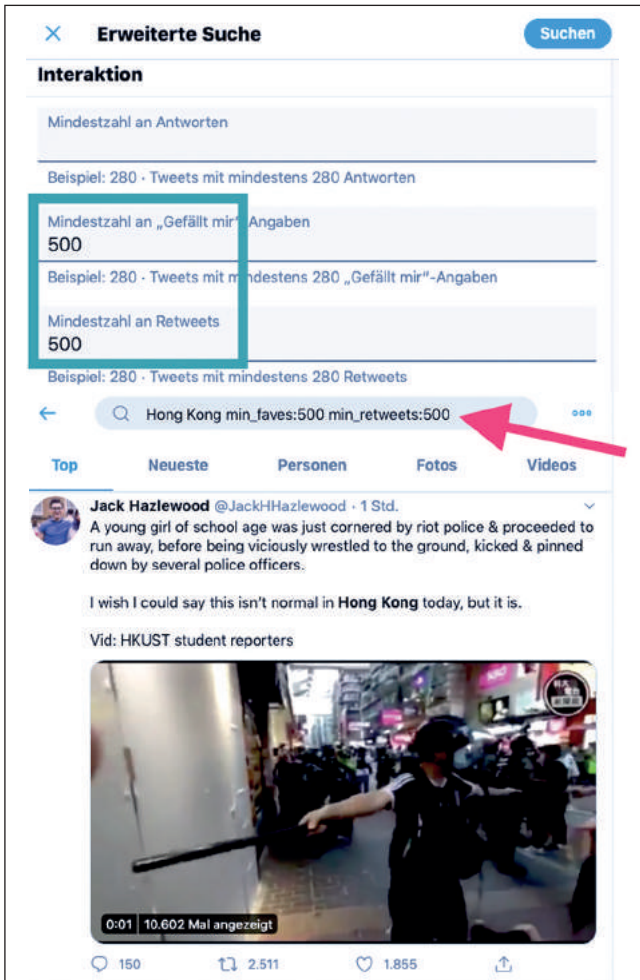 Erweiterte Suche
Suchen
Interaktion
Mindestzahl an Antworten
Beispiel: 280 · Tweets mit mindestens 280 Antworten
Mindestzahl an „Gefällt mir"-Angaben
500
Beispiel: 280 · Tweets mit mindestens 280 „Gefällt mir"-Angaben
Mindestzahl an Retweets
500
Beispiel: 280 · Tweets mit mindestens 280 Retweets
Hong Kong min_faves:500 min_retweets:500
Top Neueste Personen Fotos Videos
Jack Hazlewood @JackHHazlewood · 1 Std.
A young girl of school age was just cornered by riot police & proceeded to
run away, before being viciously wrestled to the ground, kicked & pinned
down by several police officers.
I wish I could say this isn't normal in Hong Kong today, but it is.
Vid: HKUST student reporters
0:01 10.602 Mal angezeigt
150 2.511 1.855